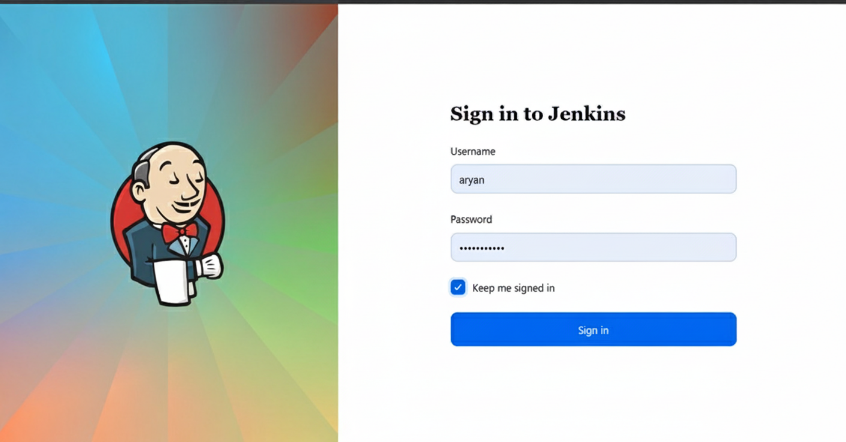 Sign in to Jenkins
Username
aryan
Password
•••••••••••
Keep me signed in
Sign in